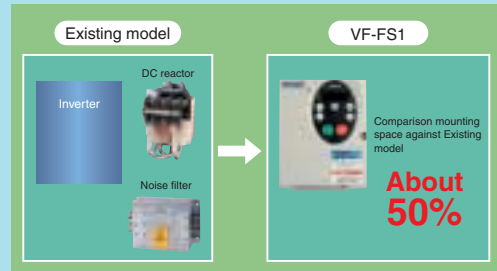 Existing model
VF-FS1
DC reactor
Inverter
Noise filter
Comparison mounting
space against Existing
model
About
50%